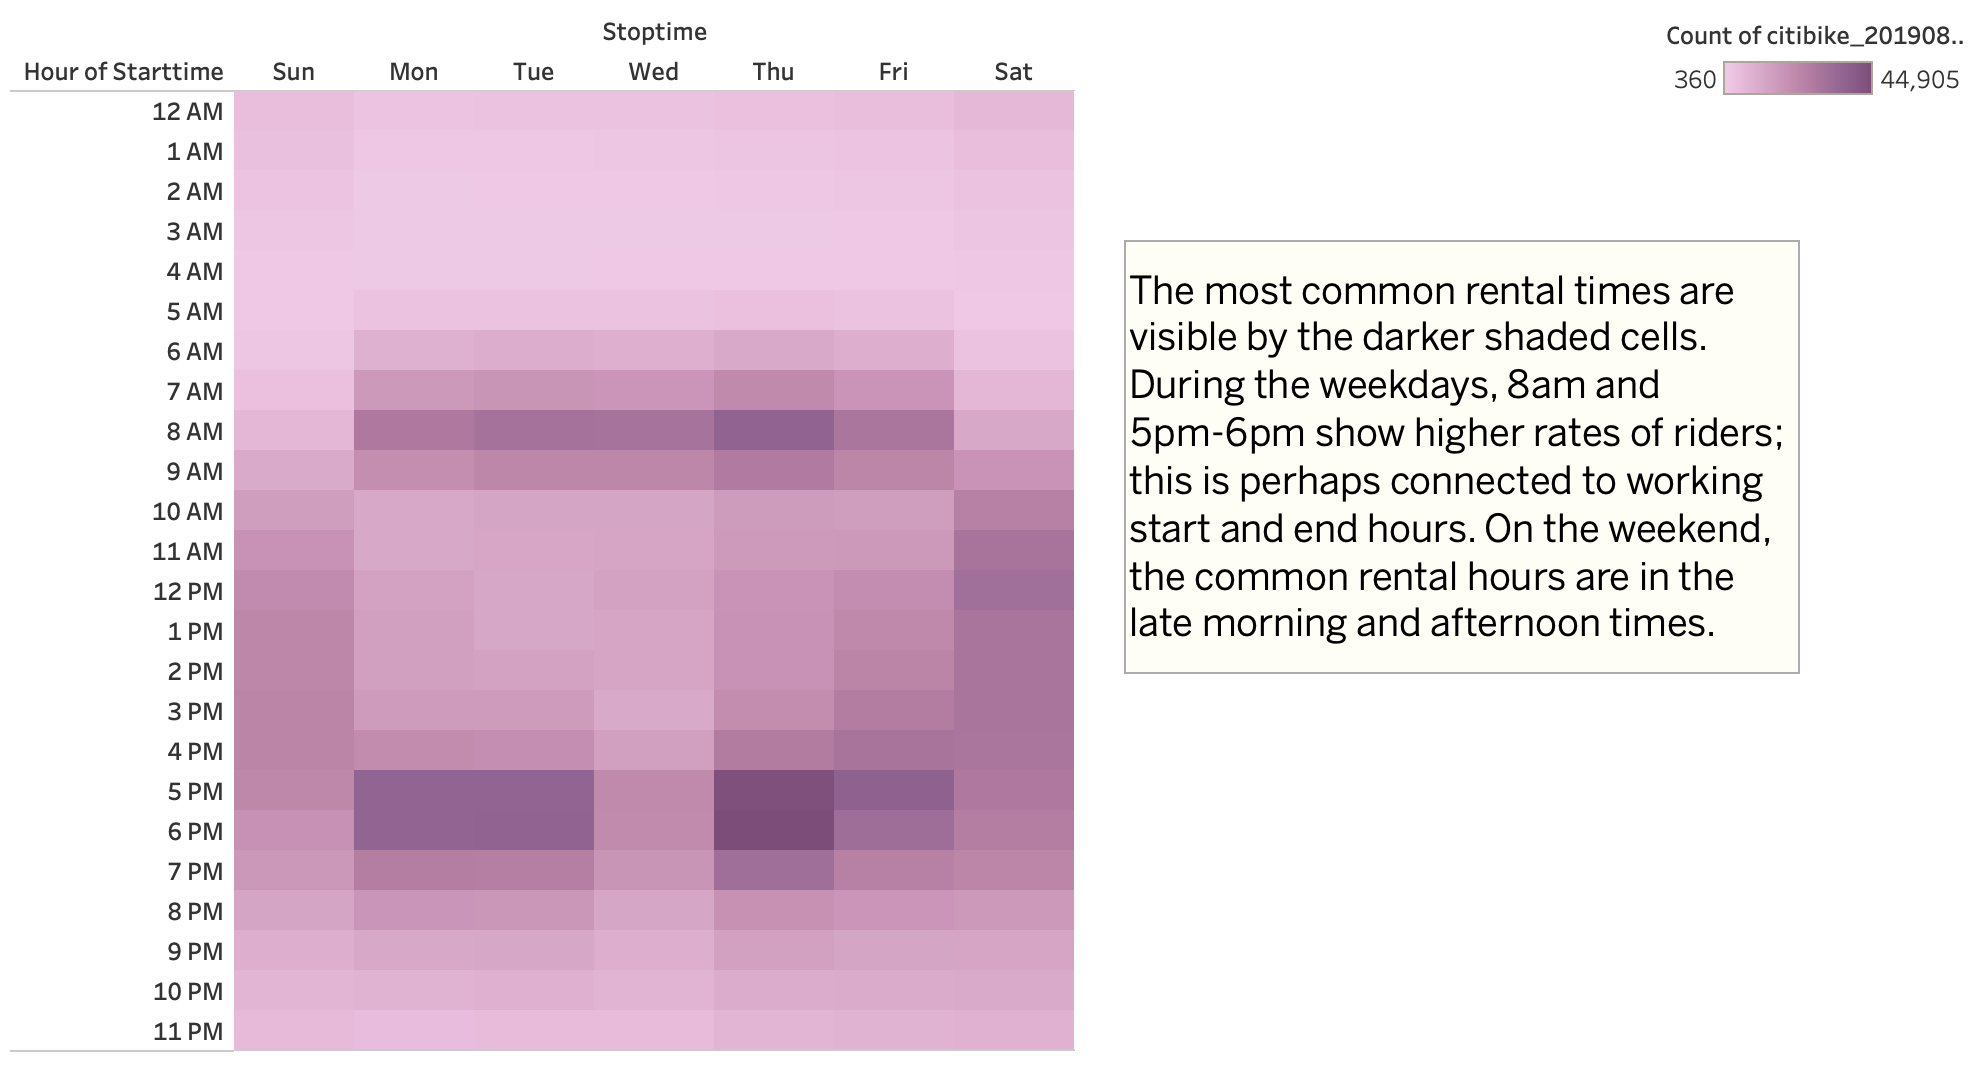 Stoptime
Count of citibike_201908..
Hour of Starttime Sun Mon Tue Wed Thu Fri Sat
360 44,905
12 AM
1 AM
2 AM
3 AM
4 AM
5 AM
6 AM
7 AM
8 AM
9 AM
10 AM
11 AM
12 PM
1 PM
2 PM
3 PM
4 PM
5 PM
6 PM
7 PM
8 PM
9 PM
10 PM
11 PM
The most common rental times are
visible by the darker shaded cells.
During the weekdays, 8am and
5pm-6pm show higher rates of riders;
this is perhaps connected to working
start and end hours. On the weekend,
the common rental hours are in the
late morning and afternoon times.